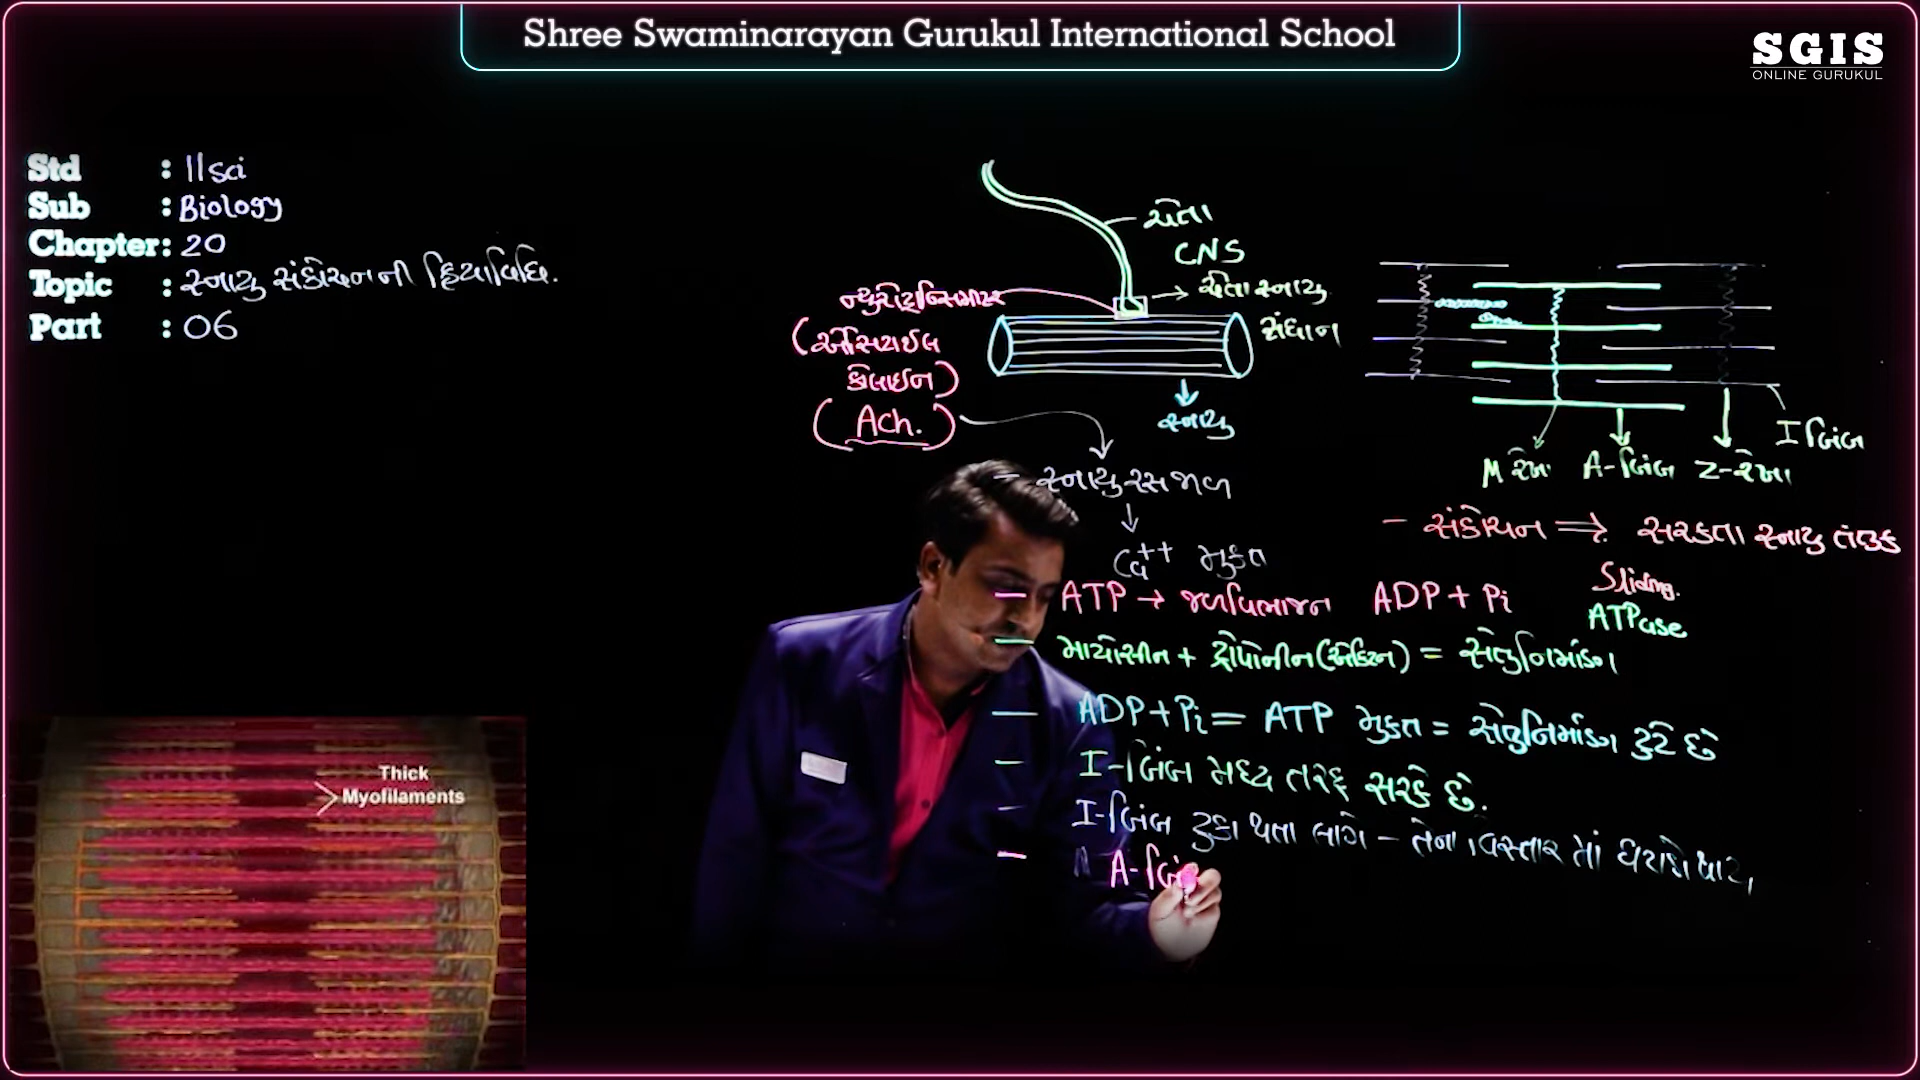 Shree Swaminarayan Gurukul International School
SGIS
ONLINE GURUKUL
Std : 11 sci
Sub : Biology
Chapter : 20
Topic : સ્નાયુ સંકોચનની ક્રિયાવિધિ.
Part : 06
ચેતા
CNS
ચેતા સ્નાયુ
સંધાન
ન્યુરોટ્રાન્સમીટર
(એસિટાઈલ
કોલાઈન)
(Ach.)
સ્નાયુ
M રેખા A-બિંબ Z-રેખા I બિંબ
- સ્નાયુરસજાળ
Ca++ મુક્ત
- સંકોચન ⇒ સરકતા સ્નાયુ તંતુક
Sliding.
ATPase
- ATP → જળવિભાજન ADP + Pi
- માયોસીન + ટ્રોપોનીન (એક્ટિન) = સેતુનિર્માણ
- ADP + Pi = ATP મુક્ત = સેતુનિર્માણ તુટે છે
- I-બિંબ મધ્ય તરફ સરકે છે.
- I-બિંબ ટુકા થતા લાગે - તેના વિસ્તાર માં ઘટાડો થાય,
- A-બિં
Thick
Myofilaments